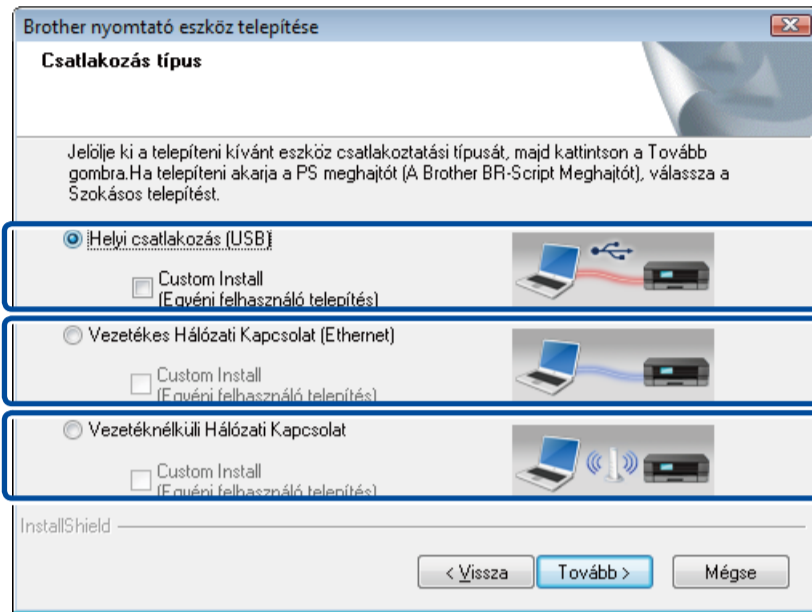 Brother nyomtató eszköz telepítése
Csatlakozás típus
Jelölje ki a telepíteni kívánt eszköz csatlakoztatási típusát, majd kattintson a Tovább
gombra.Ha telepíteni akarja a PS meghajtót (A Brother BR-Script Meghajtót), válassza a
Szokásos telepítést.
Helyi csatlakozás (USB)
Custom Install
(Egyéni felhasználó telepítés)
Vezetékes Hálózati Kapcsolat (Ethernet)
Custom Install
(Egyéni felhasználó telepítés)
Vezetéknélküli Hálózati Kapcsolat
Custom Install
(Egyéni felhasználó telepítés)
InstallShield
< Vissza Tovább > Mégse